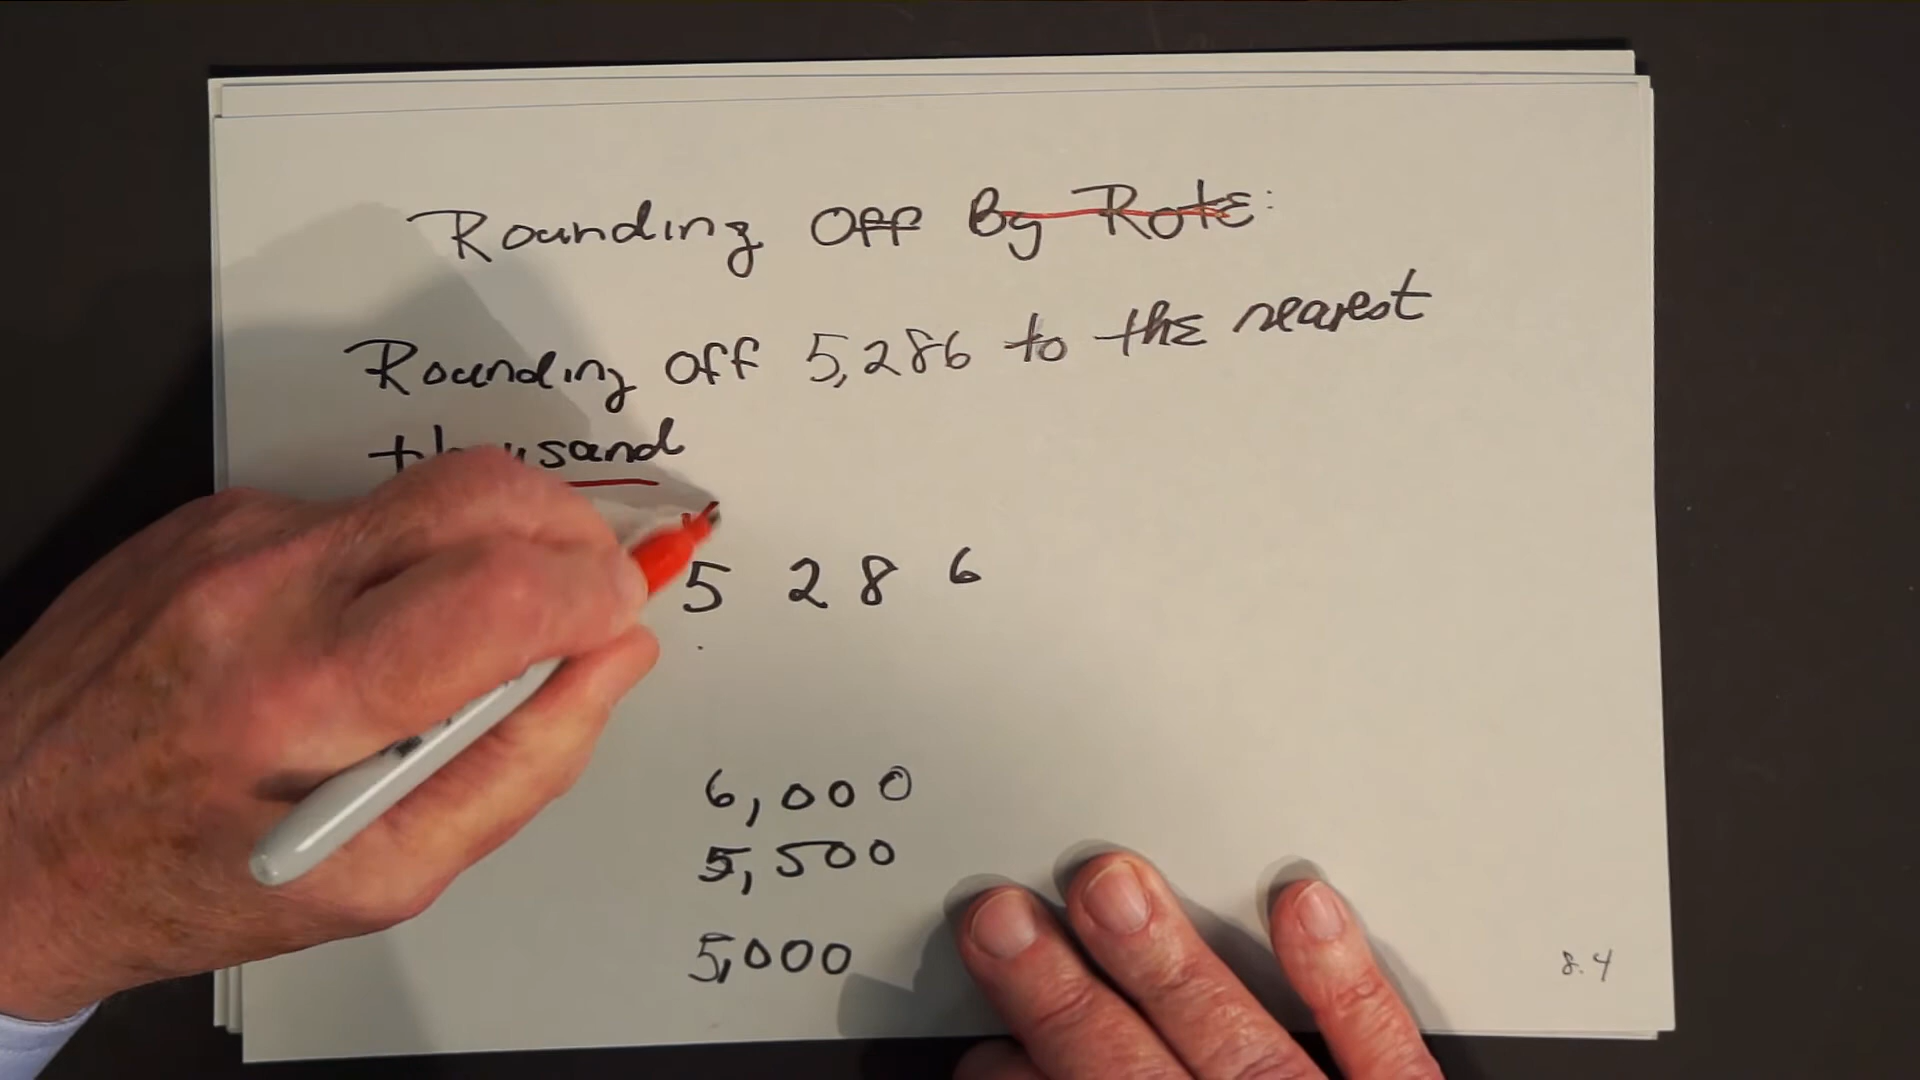 Rounding Off By Rote:
Rounding off 5,286 to the nearest
thousand
5 2 8 6
6,000
5,500
5,000
8.4